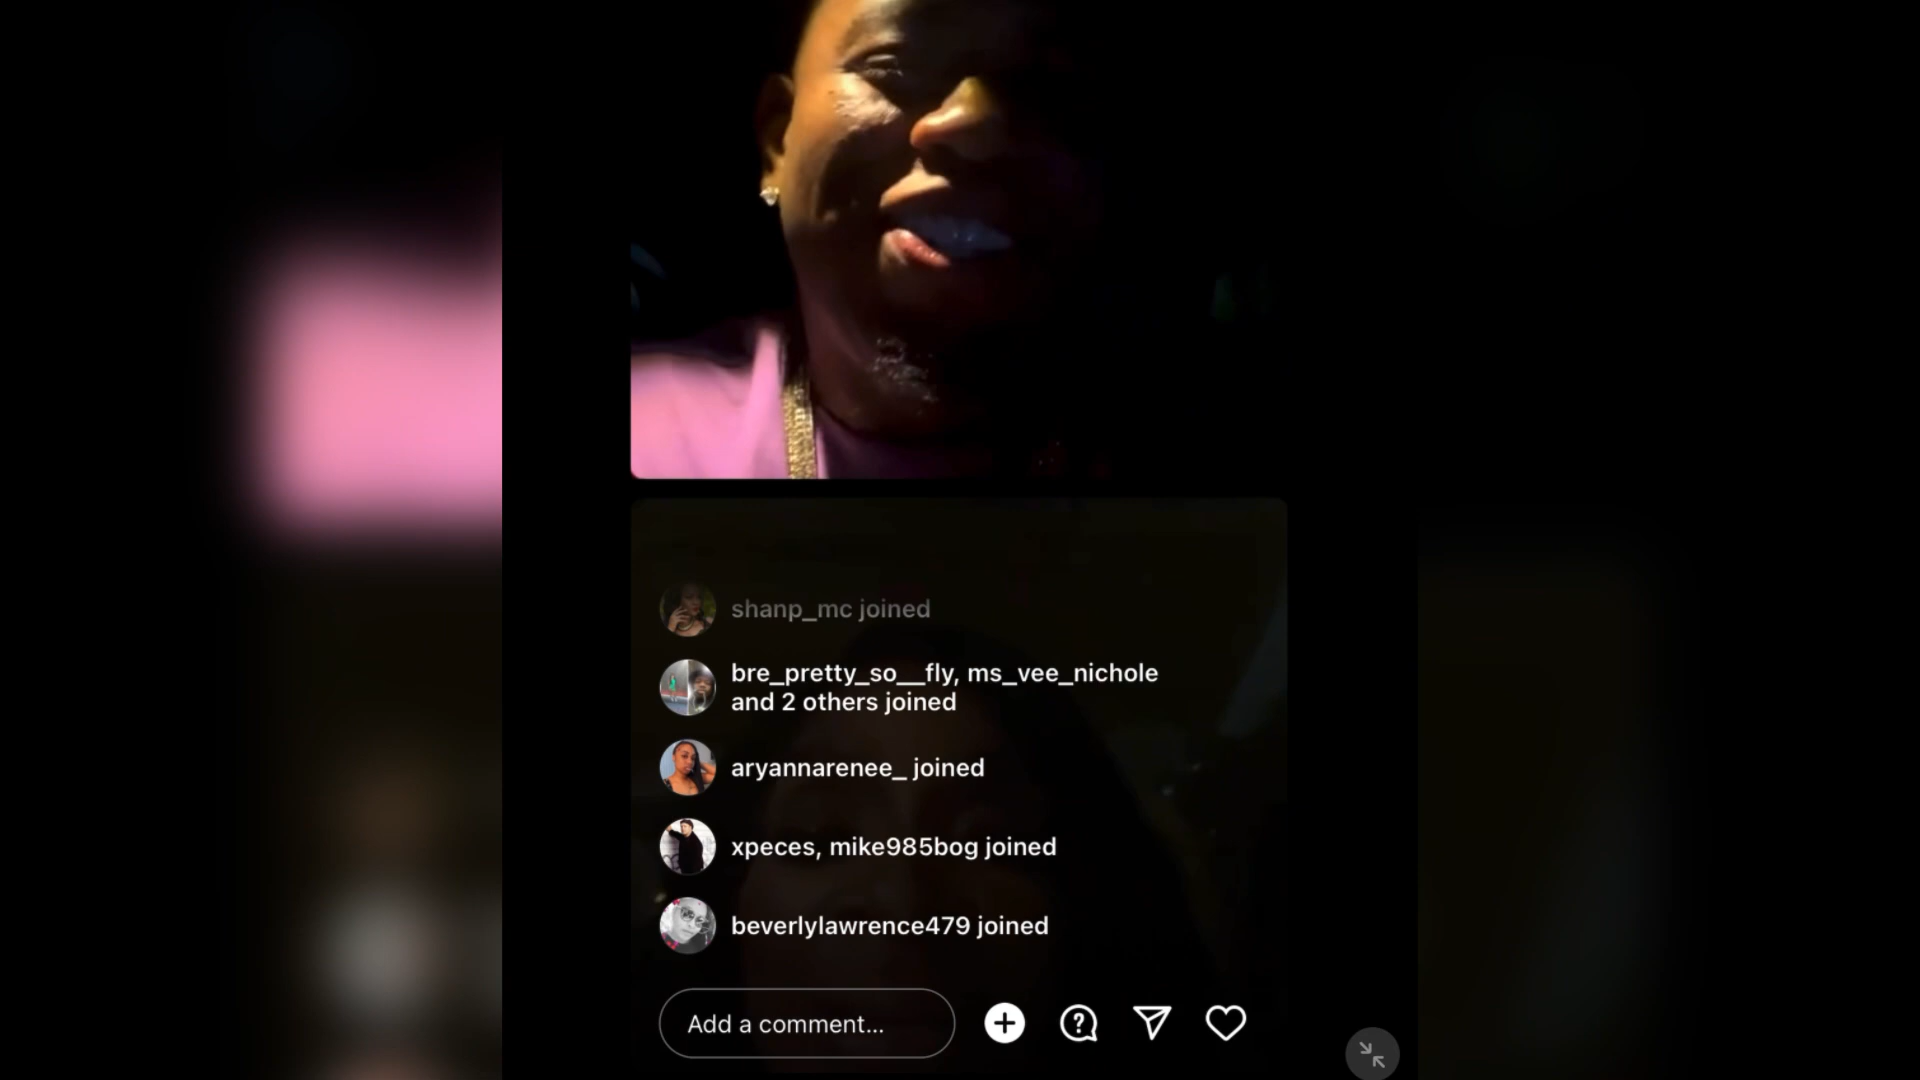 shanp_mc joined
bre_pretty_so__fly, ms_vee_nichole
and 2 others joined
aryannarenee_ joined
xpeces, mike985bog joined
beverlylawrence479 joined
Add a comment...
?